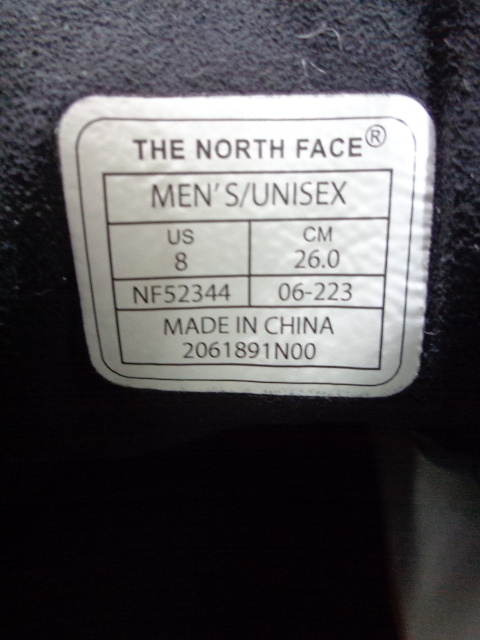 THE NORTH FACE®
MEN'S/UNISEX
US CM
8 26.0
NF52344 06-223
MADE IN CHINA
2061891N00